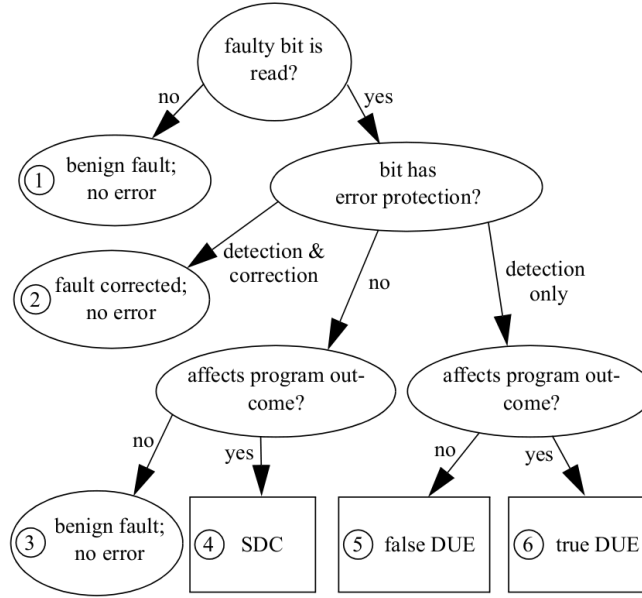 faulty bit is
read?
no
yes
1
benign fault;
no error
bit has
error protection?
detection &
correction
no
detection
only
2
fault corrected;
no error
affects program out-
come?
affects program out-
come?
no
yes
no
yes
3
benign fault;
no error
4 SDC
5 false DUE
6 true DUE